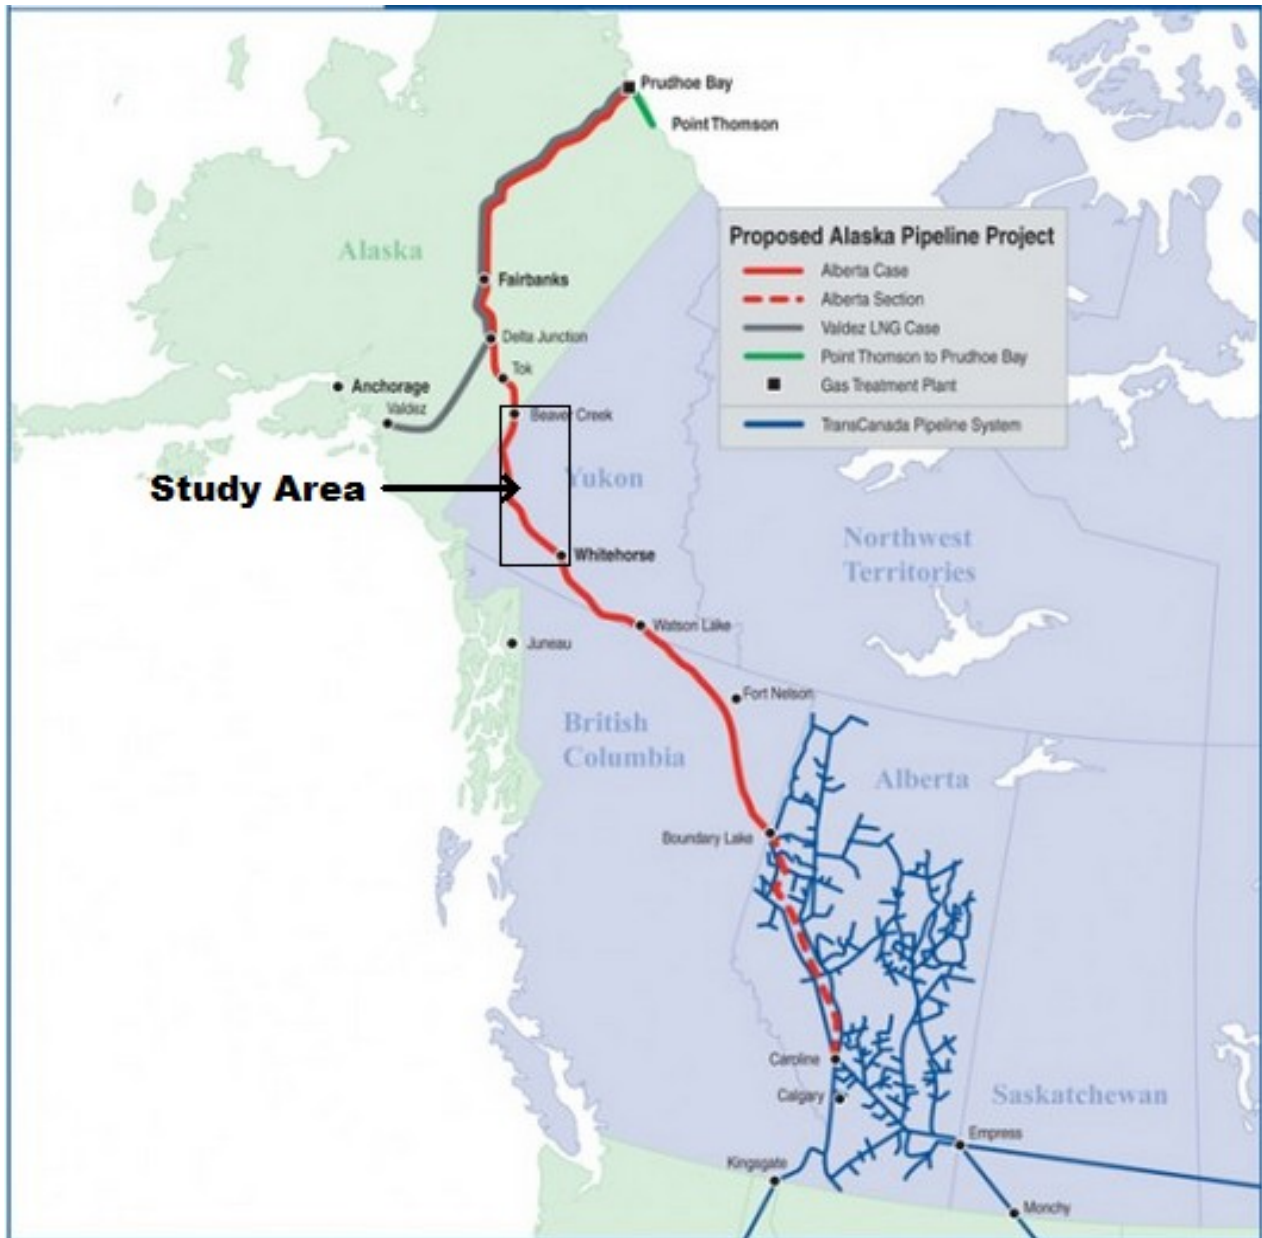 Prudhoe Bay
Point Thomson
Alaska
Proposed Alaska Pipeline Project
Alberta Case
Alberta Section
Valdez LNG Case
Point Thomson to Prudhoe Bay
Gas Treatment Plant
TransCanada Pipeline System
Fairbanks
Delta Junction
Tok
Anchorage
Valdez
Beaver Creek
Study Area
Yukon
Northwest
Territories
Whitehorse
Watson Lake
Juneau
Fort Nelson
British
Columbia
Alberta
Boundary Lake
Caroline
Calgary
Saskatchewan
Empress
Kingsgate
Monchy